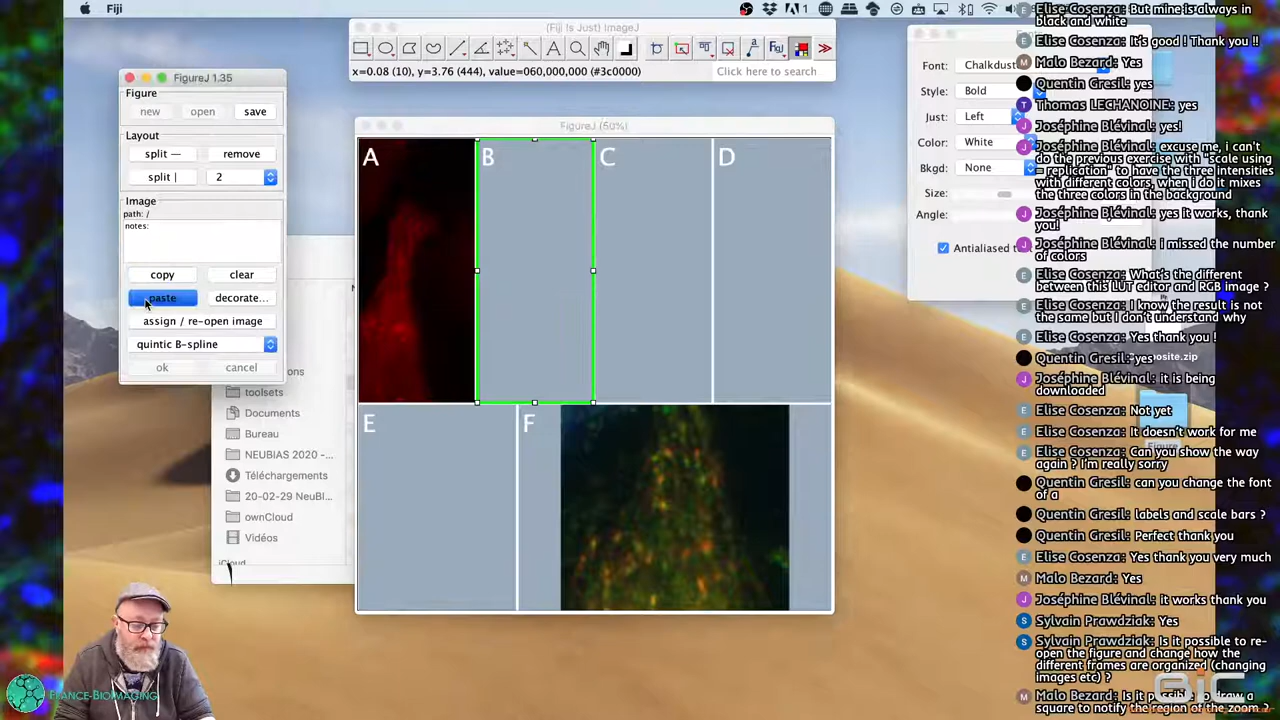 Fiji
(Fiji Is Just) ImageJ
x=0.08 (10), y=3.76 (444), value=060,000,000 (#3c0000)
Click here to search
FigureJ 1.35
Figure
new
open
save
Layout
split —
remove
split |
2
Image
path: /
notes:
copy
clear
paste
decorate...
assign / re-open image
quintic B-spline
ok
cancel
FigureJ (50%)
A
B
C
D
E
F
Font:
Chalkdust
Style:
Bold
Just:
Left
Color:
White
Bkgd:
None
Size:
Angle:
Antialiased
toolsets
Documents
Bureau
NEUBIAS 2020 -...
Téléchargements
20-02-29 NeuBI...
ownCloud
Vidéos
iCloud
Figure
Elise Cosenza: But mine is always in
black and white
Elise Cosenza: It's good ! Thank you !!
Malo Bezard: Yes
Quentin Gresil: yes
Thomas LECHANOINE: yes
Joséphine Blévinal: yes!
Joséphine Blévinal: excuse me, i can't
do the previous exercise with "scale using
= replication" to have the three intensities
with different colors, when i do it mixes
the three colors in the background
Joséphine Blévinal: yes it works, thank
you!
Joséphine Blévinal: I missed the number
of colors
Elise Cosenza: What's the different
between this LUT editor and RGB image ?
Elise Cosenza: I know the result is not
the same but I don't understand why
Elise Cosenza: Yes thank you !
Quentin Gresil: yes
Joséphine Blévinal: it is being
downloaded
Elise Cosenza: Not yet
Elise Cosenza: It doesn't work for me
Elise Cosenza: Can you show the way
again ? I'm really sorry
Quentin Gresil: can you change the font
of a
Quentin Gresil: labels and scale bars ?
Quentin Gresil: Perfect thank you
Elise Cosenza: Yes thank you very much
Malo Bezard: Yes
Joséphine Blévinal: it works thank you
Sylvain Prawdziak: Yes
Sylvain Prawdziak: Is it possible to re-
open the figure and change how the
different frames are organized (changing
images etc) ?
Malo Bezard: Is it possible to draw a
square to notify the region of the zoom ?
France-BioImaging